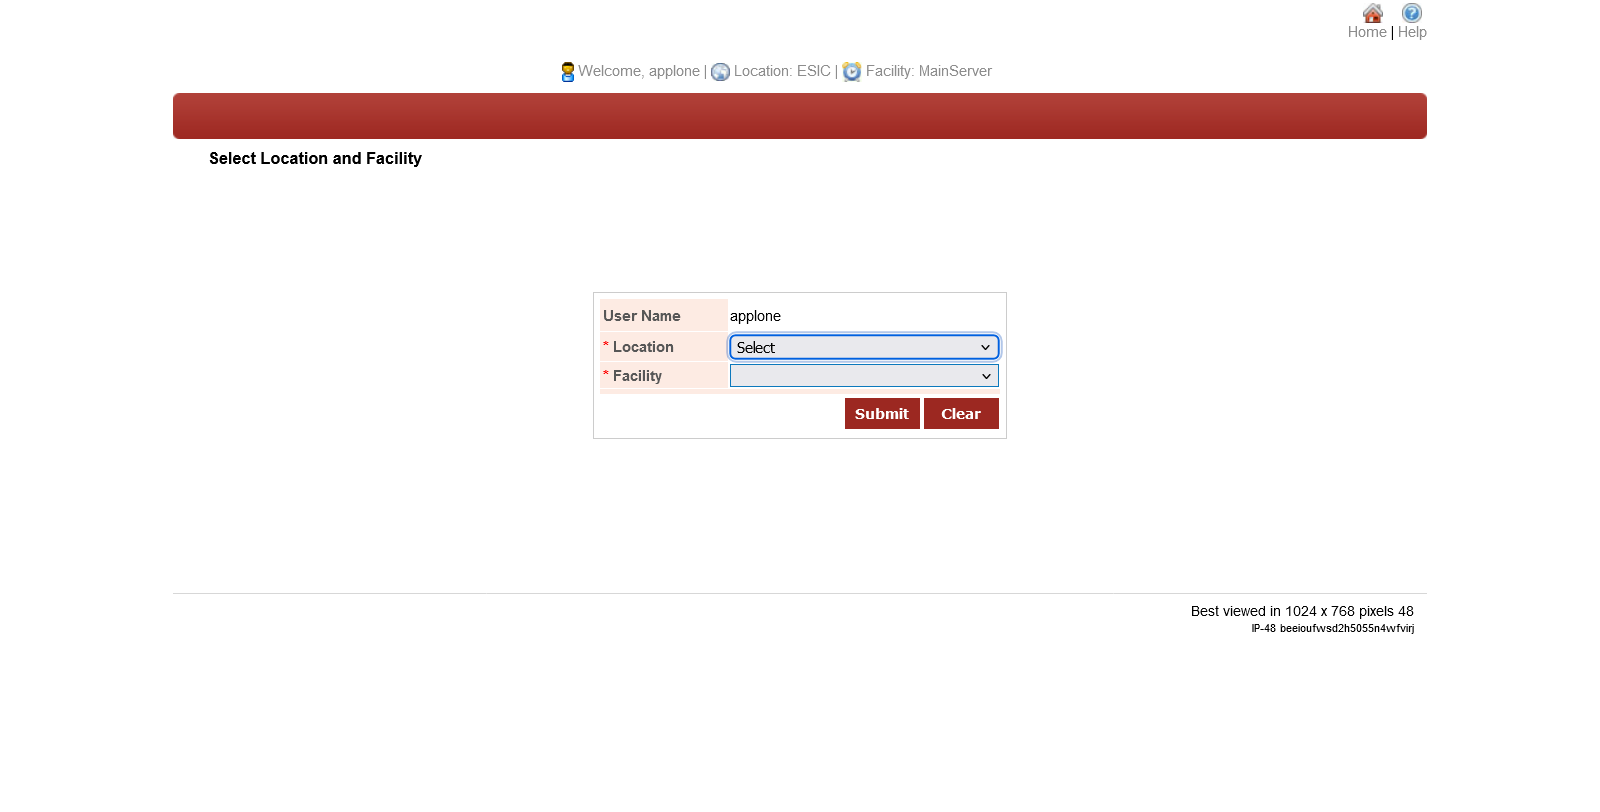 Home | Help
Welcome, applone | Location: ESIC | Facility: MainServer
Select Location and Facility
User Name applone
* Location Select
* Facility
Submit Clear
Best viewed in 1024 x 768 pixels 48
IP-48 beeioufvvsd2h5055n4vvfvirj